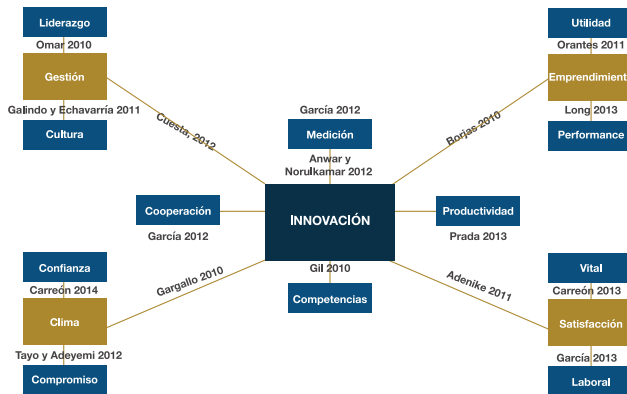 Liderazgo
Omar 2010
Gestión
Galindo y Echavarría 2011
Cultura
Cuesta, 2012
García 2012
Medición
Anwar y
Norulkamar 2012
Utilidad
Orantes 2011
Emprendimient
Long 2013
Performance
Borjas 2010
Cooperación
García 2012
INNOVACIÓN
Productividad
Prada 2013
Gil 2010
Competencias
Confianza
Carreón 2014
Clima
Tayo y Adeyemi 2012
Compromiso
Gargallo 2010
Adenike 2011
Vital
Carreón 2013
Satisfacción
García 2013
Laboral